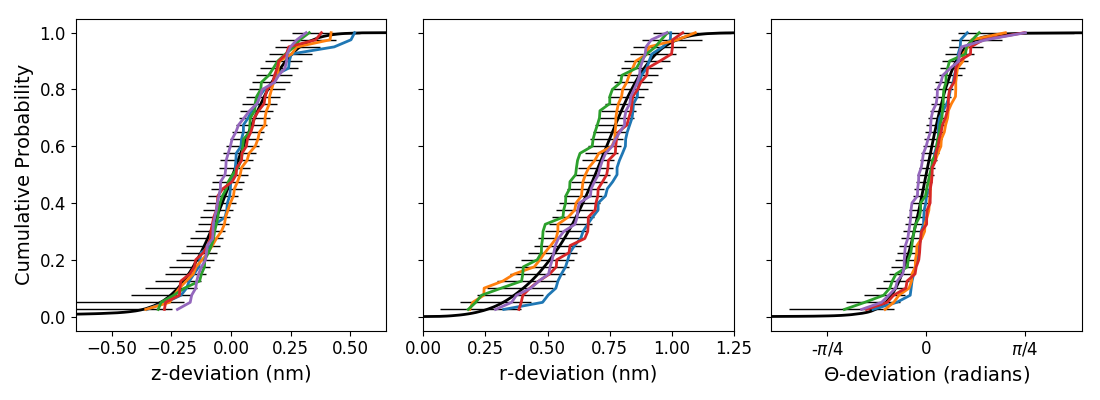 Cumulative Probability
1.0
0.8
0.6
0.4
0.2
0.0
−0.50 −0.25 0.00 0.25 0.50
z-deviation (nm)
0.00 0.25 0.50 0.75 1.00 1.25
r-deviation (nm)
-π/4 0 π/4
Θ-deviation (radians)